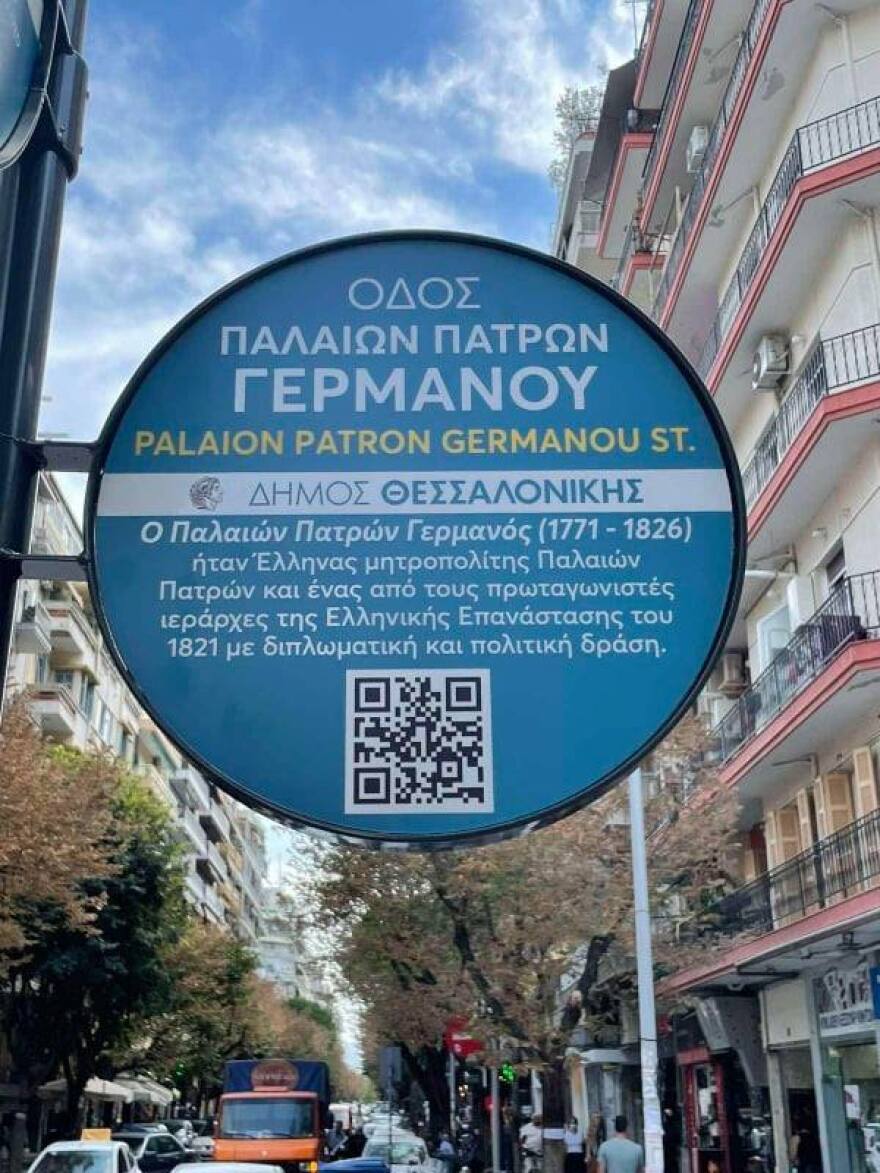 ΟΔΟΣ
ΠΑΛΑΙΩΝ ΠΑΤΡΩΝ
ΓΕΡΜΑΝΟΥ
PALAION PATRON GERMANOU ST.
ΔΗΜΟΣ ΘΕΣΣΑΛΟΝΙΚΗΣ
Ο Παλαιών Πατρών Γερμανός (1771 - 1826)
ήταν Έλληνας μητροπολίτης Παλαιών
Πατρών και ένας από τους πρωταγωνιστές
ιεράρχες της Ελληνικής Επανάστασης του
1821 με διπλωματική και πολιτική δράση.